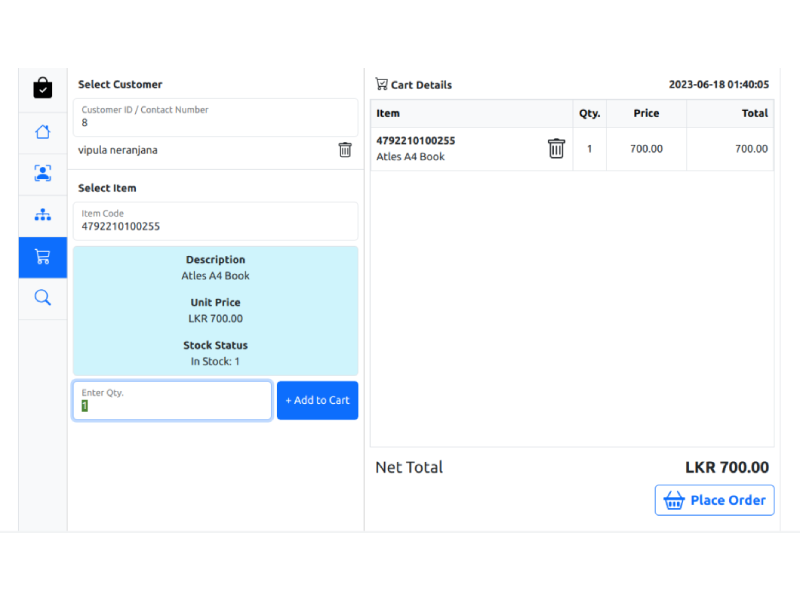 Select Customer
Customer ID / Contact Number
8
vipula neranjana
Select Item
Item Code
4792210100255
Description
Atles A4 Book
Unit Price
LKR 700.00
Stock Status
In Stock: 1
Enter Qty.
1
+ Add to Cart
Cart Details
2023-06-18 01:40:05
Item Qty. Price Total
4792210100255
Atles A4 Book
1 700.00 700.00
Net Total LKR 700.00
Place Order